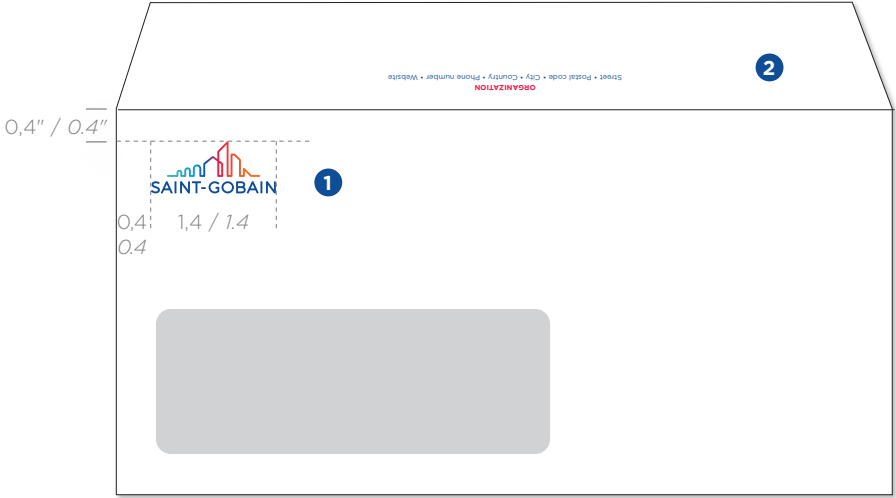 2
Street • Postal code • City • Country • Phone number • Website
ORGANIZATION
0,4" / 0.4"
SAINT-GOBAIN
1
0,4
1,4 / 1.4
0.4